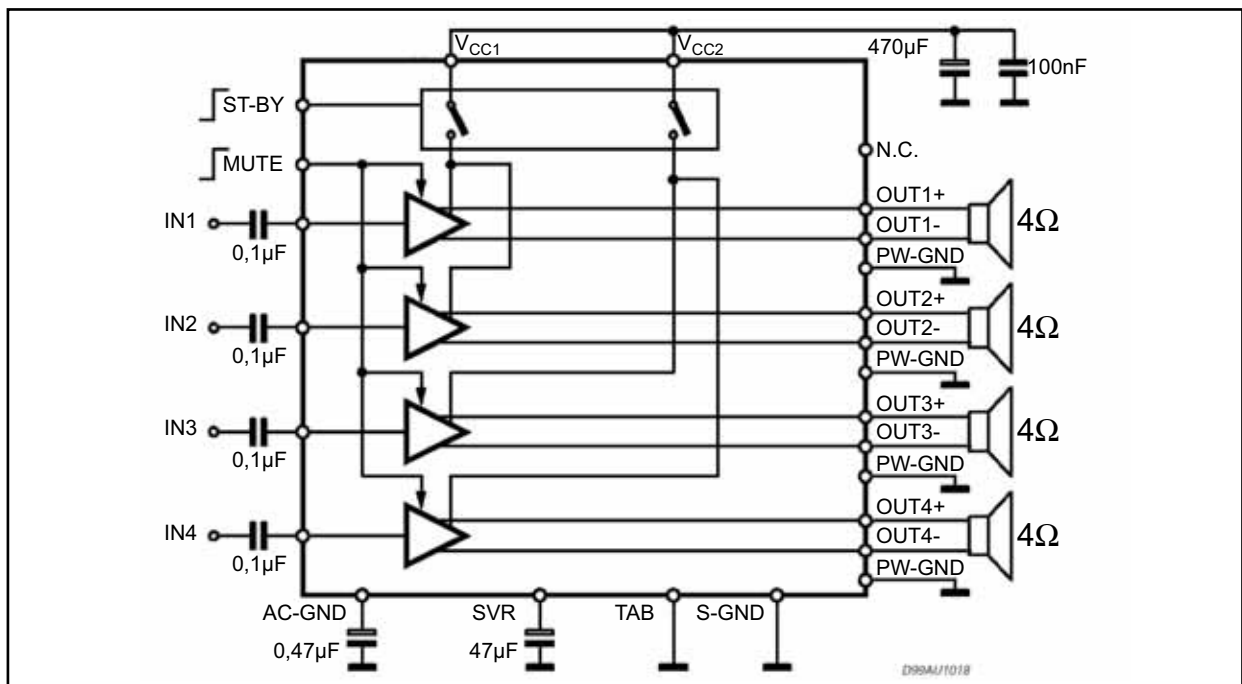 VCC1
VCC2
470µF
100nF
ST-BY
N.C.
MUTE
IN1
0,1µF
OUT1+
OUT1-
4Ω
PW-GND
IN2
0,1µF
OUT2+
OUT2-
4Ω
PW-GND
IN3
0,1µF
OUT3+
OUT3-
4Ω
PW-GND
IN4
0,1µF
OUT4+
OUT4-
4Ω
PW-GND
AC-GND
SVR
TAB
S-GND
0,47µF
47µF
D99AU1018